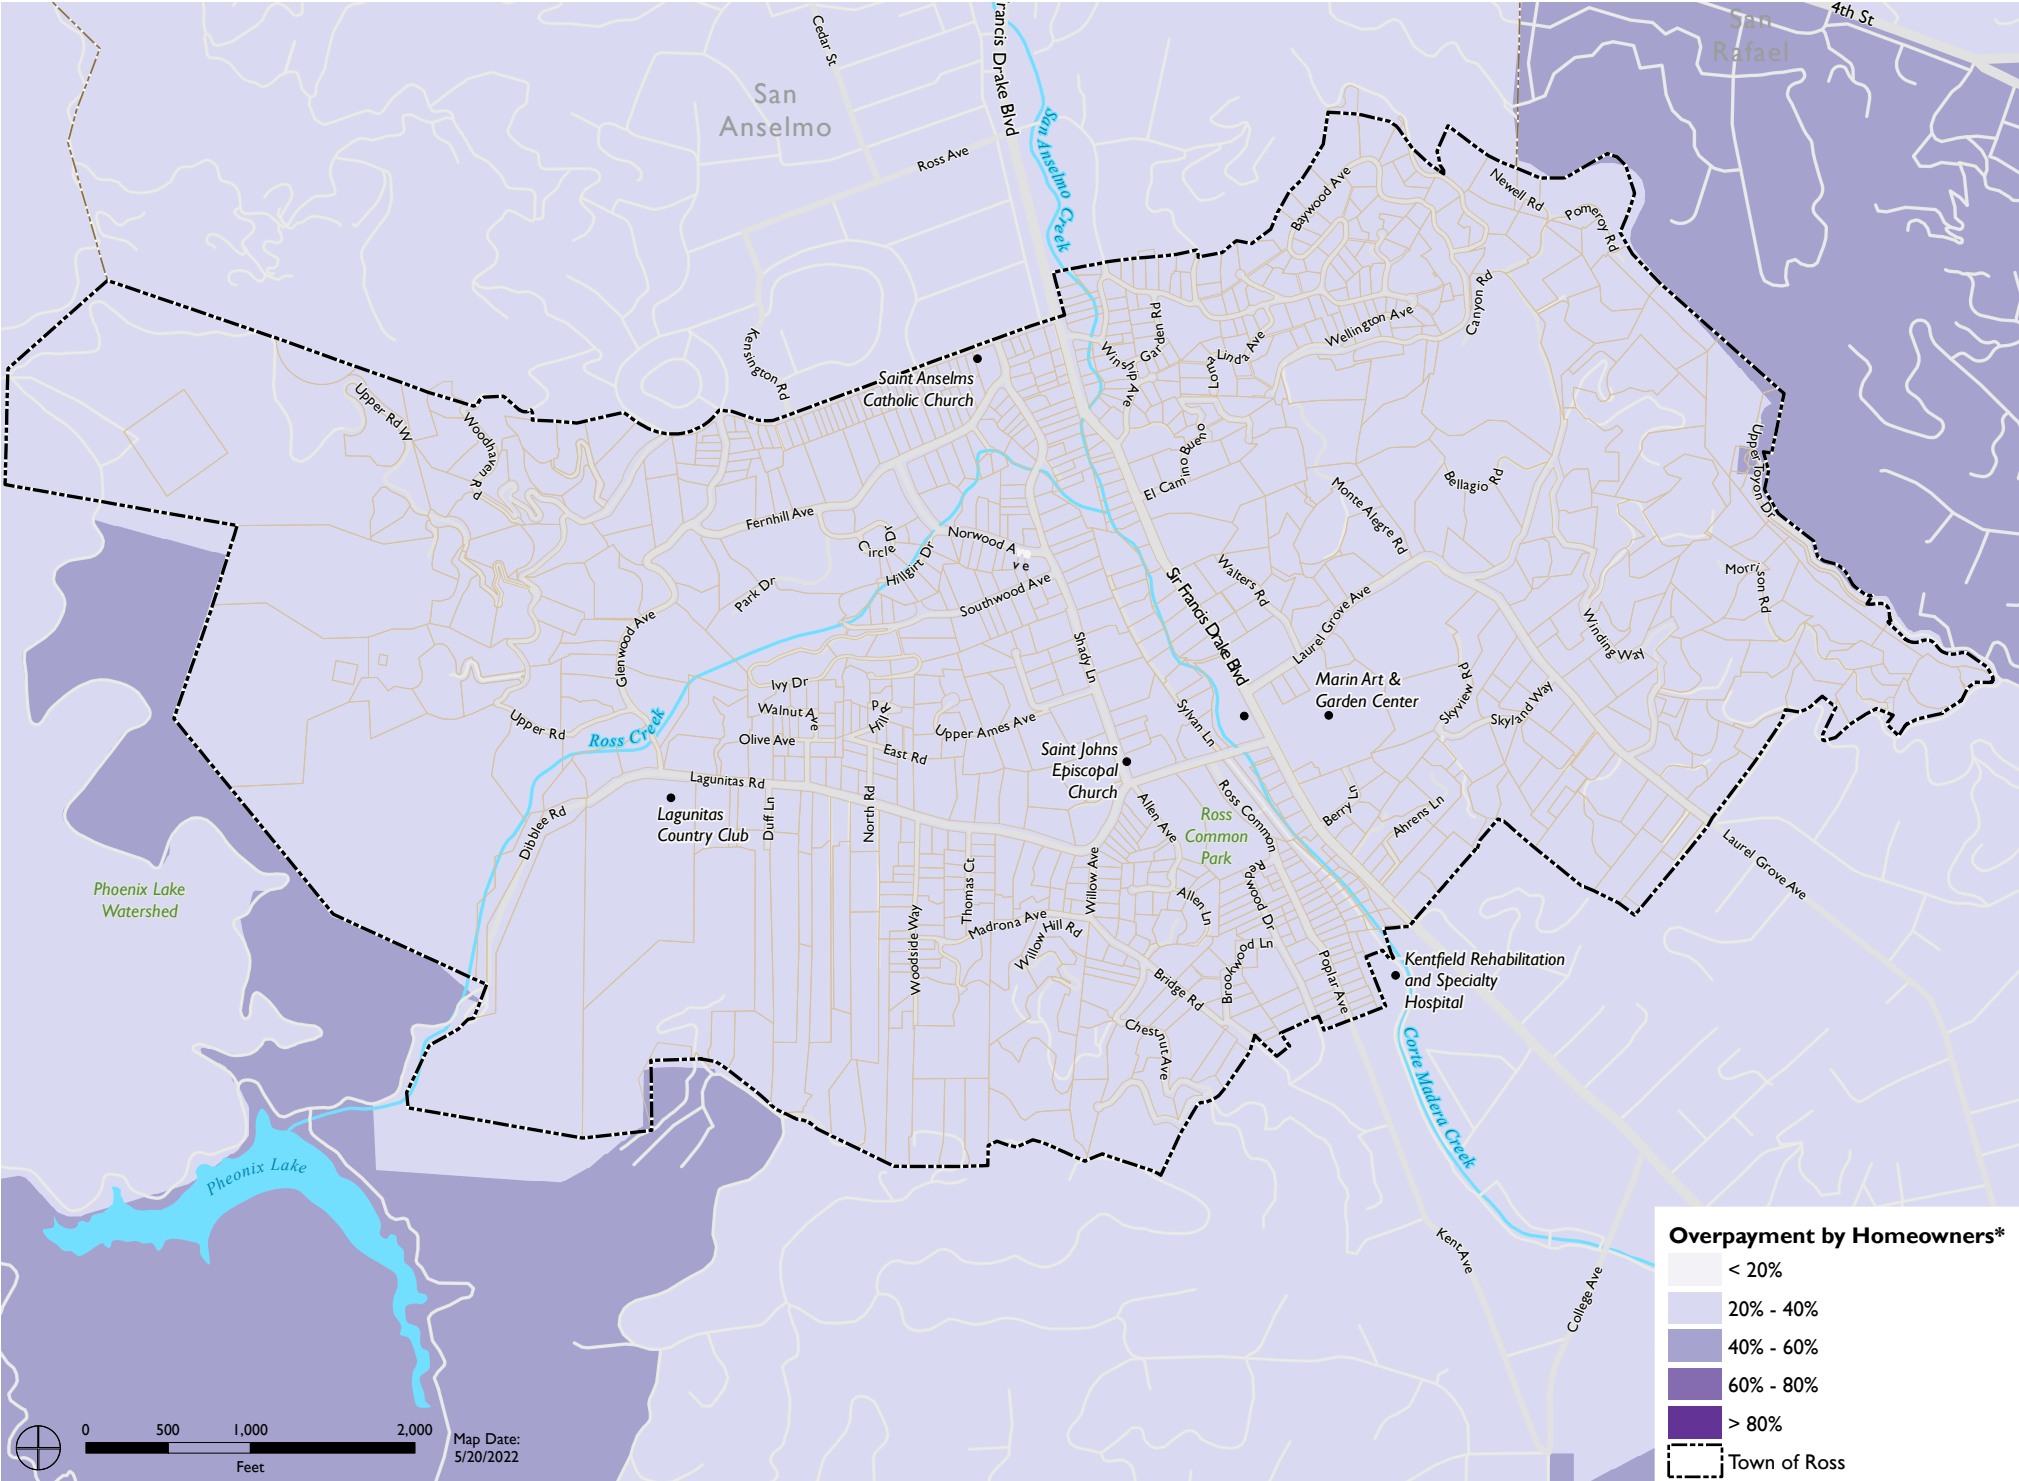 Cedar St
Francis Drake Blvd
4th St
San
Rafael
San
Anselmo
San Anselmo Creek
Ross Ave
Baywood Ave
Newell Rd
Pomeroy Rd
Canyon Rd
Kensington Rd
Garden Rd
Winship Ave
Loma Linda Ave
Wellington Ave
Saint Anselms
Catholic Church
Upper Rd W
Woodhaven Rd
El Camino Bueno
Bellagio Rd
Monte Alegre Rd
Upper Toyon Dr
Fernhill Ave
Circle Dr
Norwood Ave
Hillgirt Dr
Park Dr
Southwood Ave
Sir Francis Drake Blvd
Walters Rd
Laurel Grove Ave
Morrison Rd
Winding Way
Glenwood Ave
Shady Ln
Ivy Dr
Walnut Ave
Hill Rd
Upper Ames Ave
Sylvan Ln
Marin Art &
Garden Center
Skyview Rd
Skyland Way
Upper Rd
Ross Creek
Olive Ave
East Rd
Saint Johns
Episcopal
Church
Lagunitas Rd
Lagunitas
Country Club
Dibblee Rd
Duff Ln
North Rd
Allen Ave
Ross Common
Ross
Common
Park
Berry Ln
Ahrens Ln
Laurel Grove Ave
Phoenix Lake
Watershed
Thomas Ct
Willow Ave
Allen Ln
Redwood Dr
Woodside Way
Madrona Ave
Willow Hill Rd
Brookwood Ln
Bridge Rd
Poplar Ave
Kentfield Rehabilitation
and Specialty
Hospital
Chestnut Ave
Corte Madera Creek
Pheonix Lake
Kent Ave
College Ave
Overpayment by Homeowners*
< 20%
20% - 40%
40% - 60%
60% - 80%
> 80%
Town of Ross
0 500 1,000 2,000
Feet
Map Date:
5/20/2022